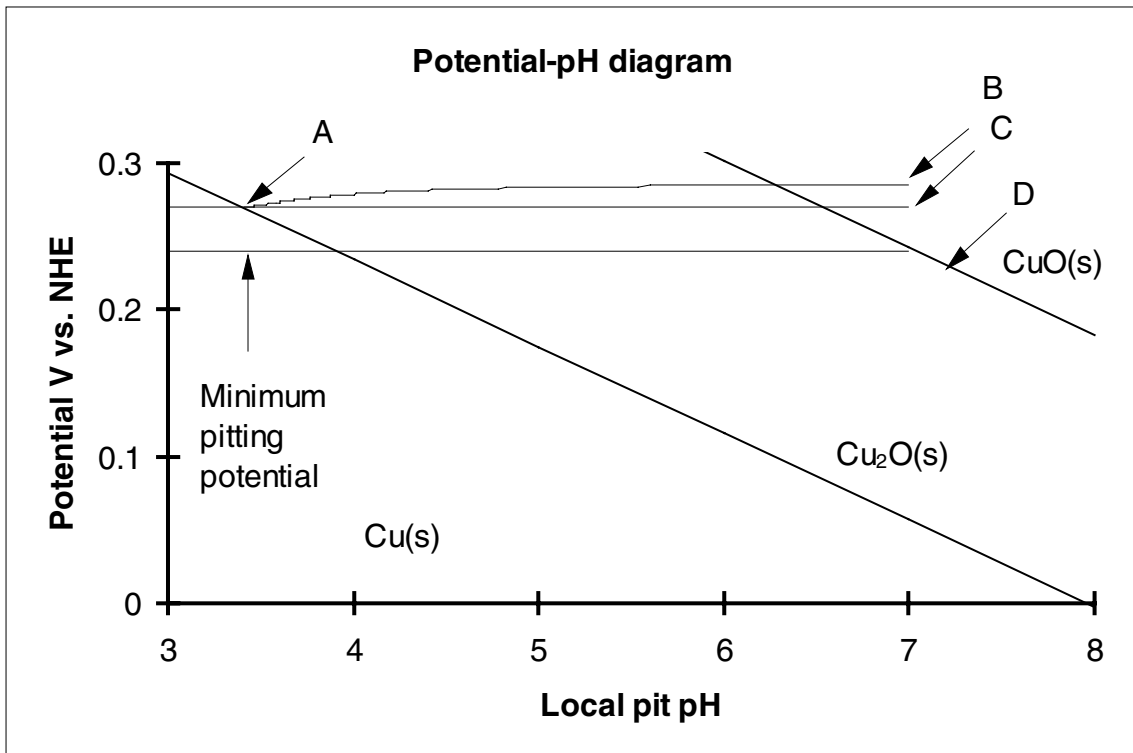 Potential-pH diagram
B
C
A
D
0.3
CuO(s)
0.2
Minimum
pitting
potential
Cu₂O(s)
0.1
Cu(s)
0
3 4 5 6 7 8
Potential V vs. NHE
Local pit pH